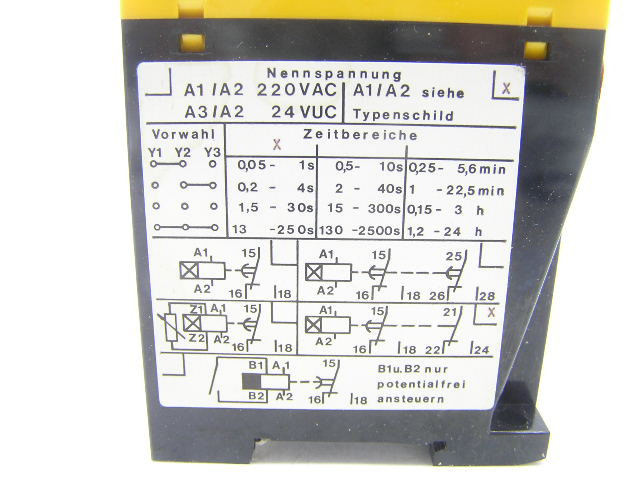 Nennspannung
A1/A2 220VAC A1/A2 siehe X
A3/A2 24VUC Typenschild
Vorwahl Zeitbereiche
X
Y1 Y2 Y3
0,05- 1s 0,5- 10s 0,25- 5,6min
0,2 - 4s 2 - 40s 1 -22,5min
1,5 - 30s 15 - 300s 0,15- 3 h
13 -250s 130 -2500s 1,2 - 24 h
A1 15 A1 15 25
A2 16 18 A2 16 18 26 28
Z1 A1 15 A1 15 21 X
Z2 A2 16 18 A2 16 18 22 24
B1 A1 15 B1u.B2 nur
potentialfrei
B2 A2 16 18 ansteuern